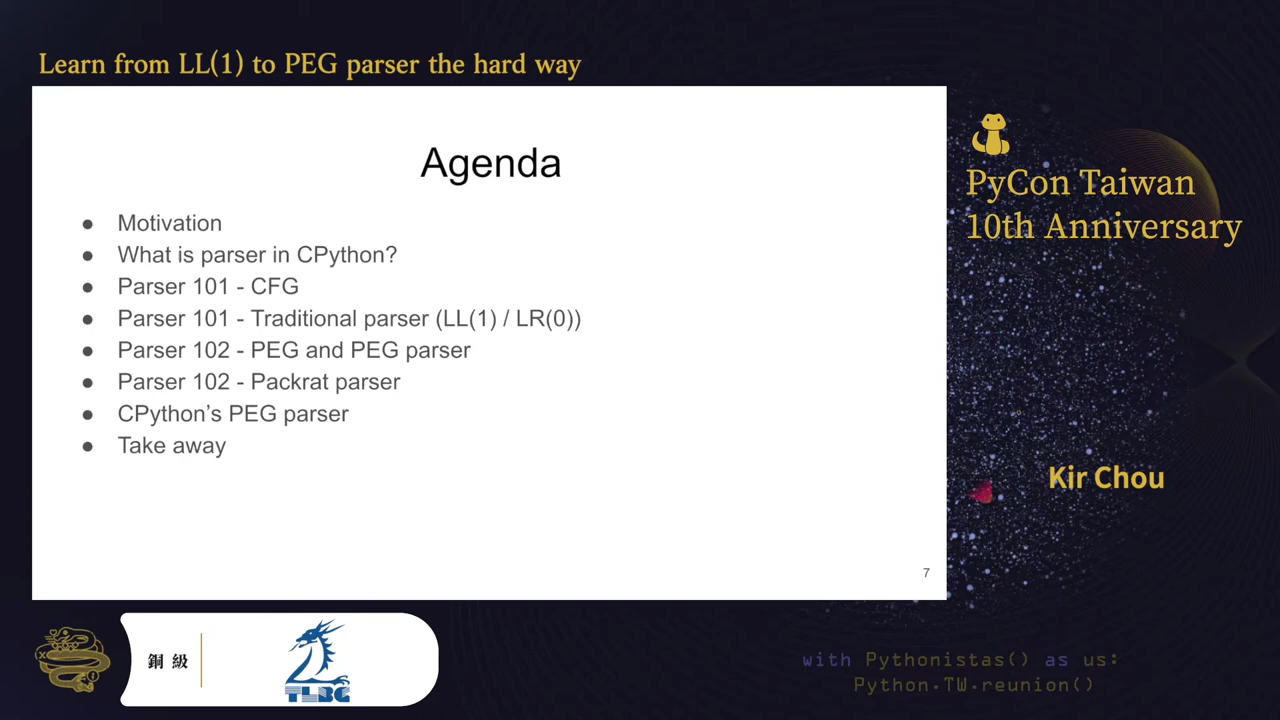 Learn from LL(1) to PEG parser the hard way
Agenda
● Motivation
● What is parser in CPython?
● Parser 101 - CFG
● Parser 101 - Traditional parser (LL(1) / LR(0))
● Parser 102 - PEG and PEG parser
● Parser 102 - Packrat parser
● CPython’s PEG parser
● Take away
7
PyCon Taiwan
10th Anniversary
Kir Chou
銅級
TLBG
with Pythonistas() as us:
Python.TW.reunion()